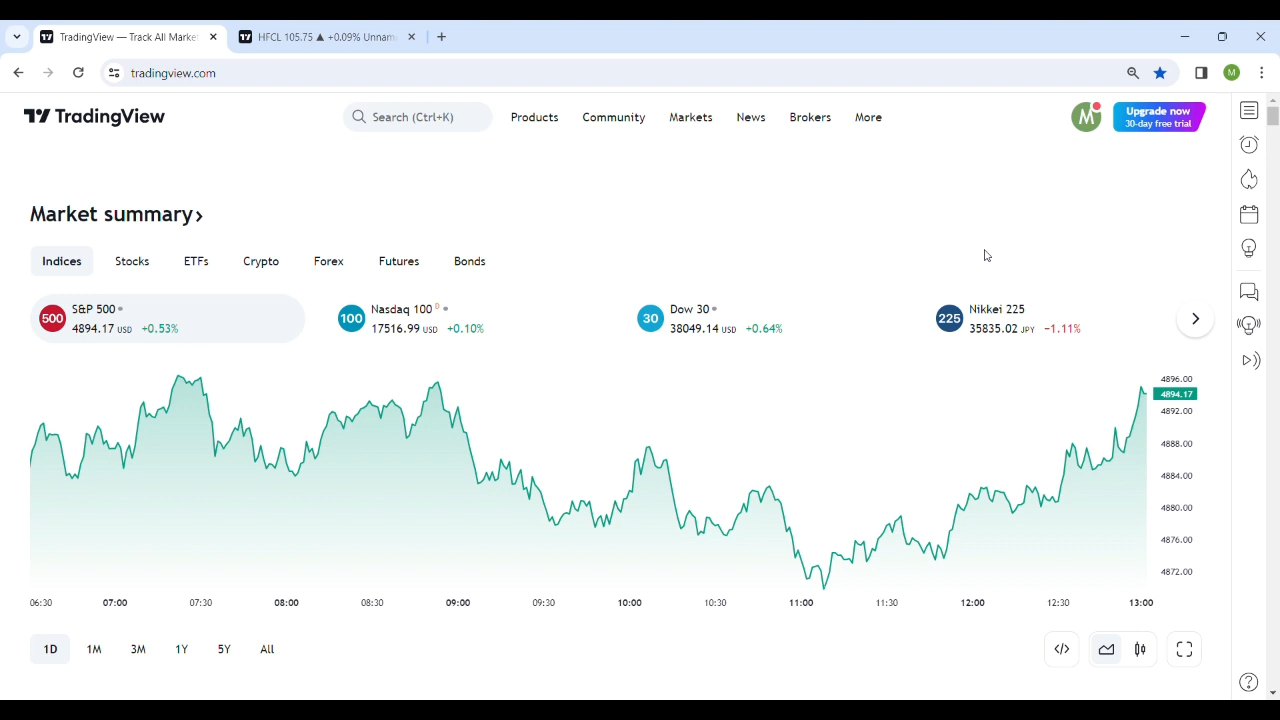 TradingView — Track All Market
HFCL 105.75 ▲ +0.09% Unnam
tradingview.com
M
TradingView
Search (Ctrl+K)
Products
Community
Markets
News
Brokers
More
M
Upgrade now
30-day free trial
Market summary›
Indices
Stocks
ETFs
Crypto
Forex
Futures
Bonds
500
S&P 500
4894.17 USD +0.53%
100
Nasdaq 100 D
17516.99 USD +0.10%
30
Dow 30
38049.14 USD +0.64%
225
Nikkei 225
35835.02 JPY −1.11%
4896.00
4894.17
4892.00
4888.00
4884.00
4880.00
4876.00
4872.00
06:30 07:00 07:30 08:00 08:30 09:00 09:30 10:00 10:30 11:00 11:30 12:00 12:30 13:00
1D 1M 3M 1Y 5Y All